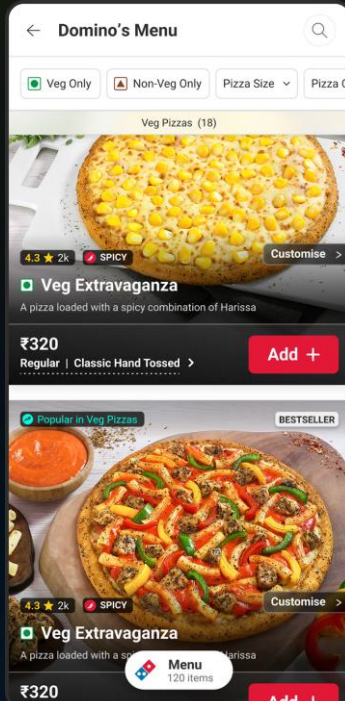 Domino's Menu
Veg Only
Non-Veg Only
Pizza Size
Pizza
Veg Pizzas (18)
4.3 ★ 2k
SPICY
Customise >
Veg Extravaganza
A pizza loaded with a spicy combination of Harissa
₹320
Regular | Classic Hand Tossed >
Add +
Popular in Veg Pizzas
BESTSELLER
4.3 ★ 2k
SPICY
Customise >
Veg Extravaganza
A pizza loaded with a Harissa
Menu
120 items
₹320
Add +